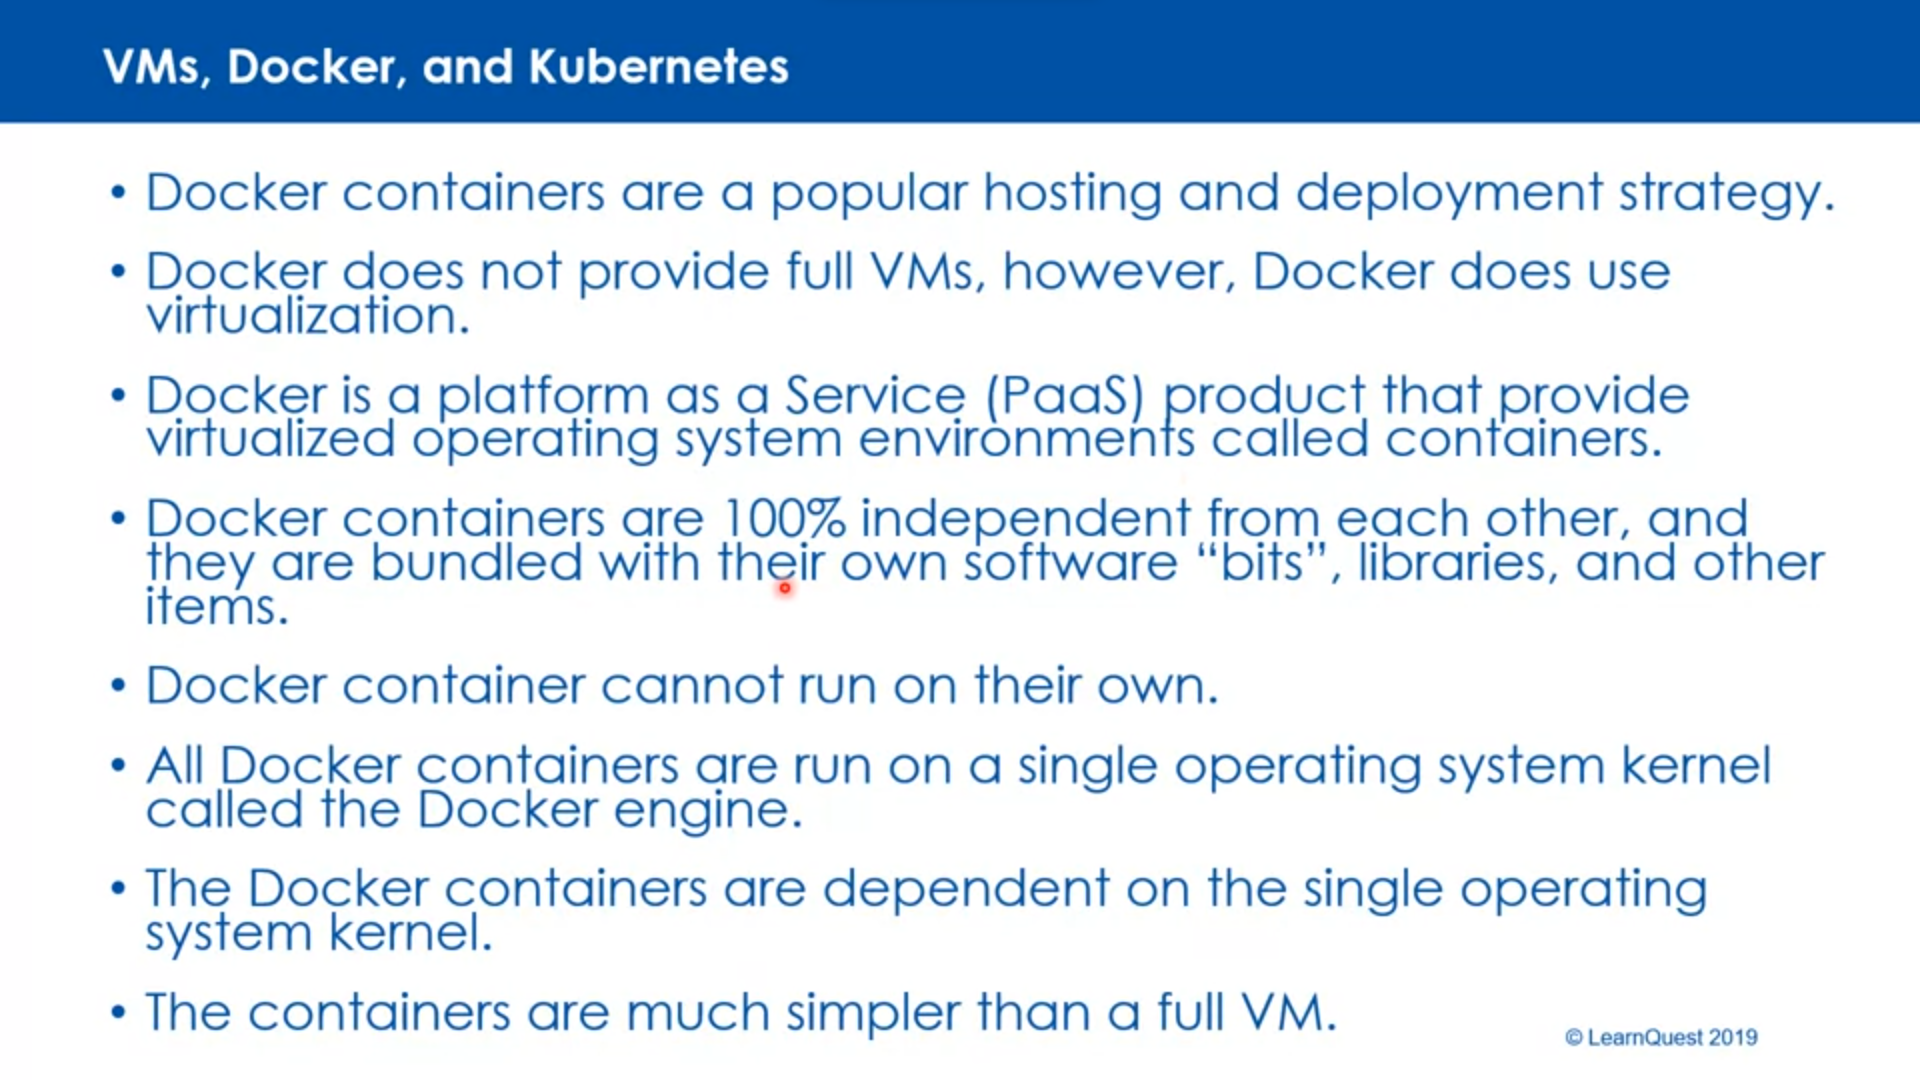 VMs, Docker, and Kubernetes
• Docker containers are a popular hosting and deployment strategy.
• Docker does not provide full VMs, however, Docker does use
virtualization.
• Docker is a platform as a Service (PaaS) product that provide
virtualized operating system environments called containers.
• Docker containers are 100% independent from each other, and
they are bundled with their own software “bits”, libraries, and other
items.
• Docker container cannot run on their own.
• All Docker containers are run on a single operating system kernel
called the Docker engine.
• The Docker containers are dependent on the single operating
system kernel.
• The containers are much simpler than a full VM.
© LearnQuest 2019